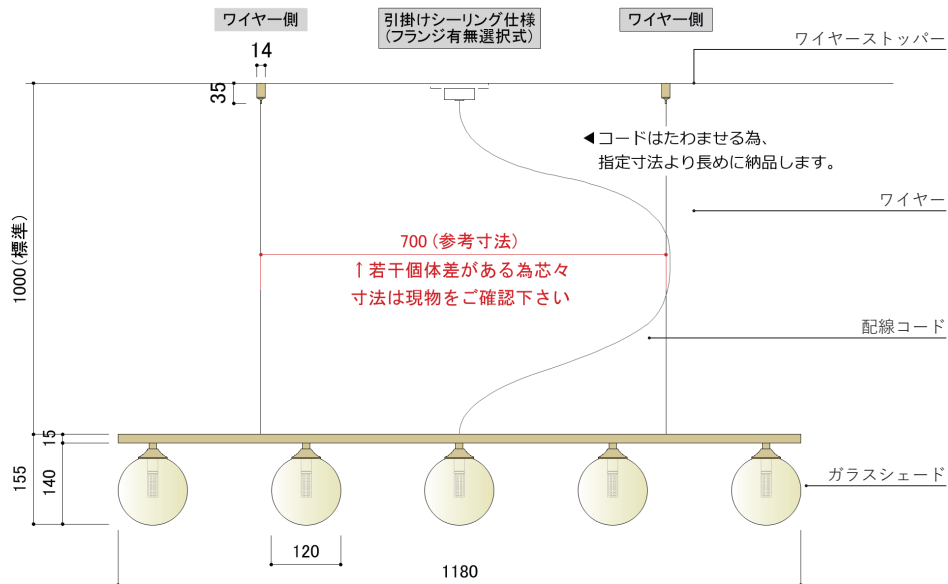 ワイヤー側
引掛けシーリング仕様
(フランジ有無選択式)
ワイヤー側
ワイヤーストッパー
14
35
◀コードはたわませる為、
指定寸法より長めに納品します。
ワイヤー
1000(標準)
700(参考寸法)
↑若干個体差がある為芯々
寸法は現物をご確認下さい
配線コード
15
155
140
ガラスシェード
120
1180